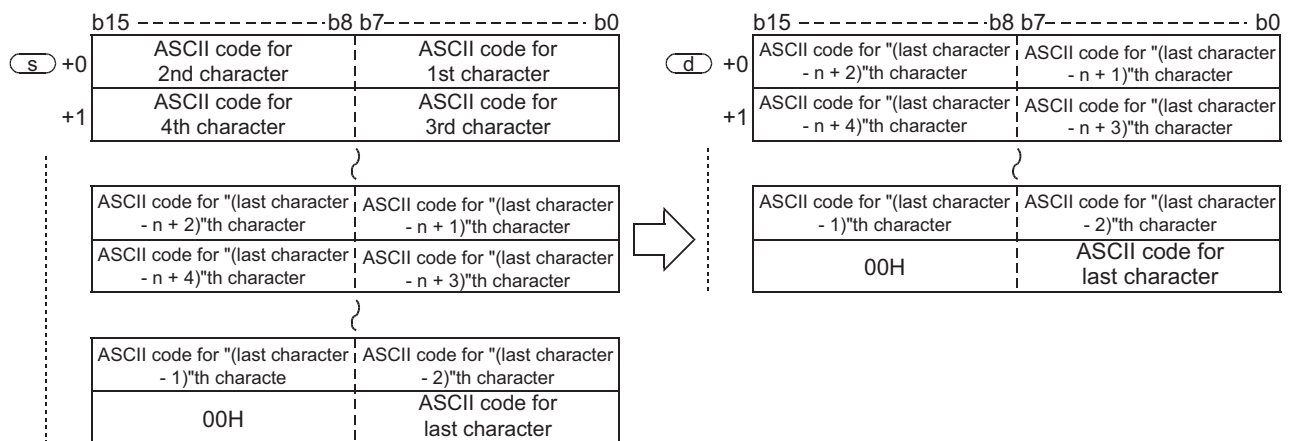 b15 b8 b7 b0
s +0
ASCII code for
2nd character
ASCII code for
1st character
+1
ASCII code for
4th character
ASCII code for
3rd character
ASCII code for "(last character
- n + 2)"th character
ASCII code for "(last character
- n + 1)"th character
ASCII code for "(last character
- n + 4)"th character
ASCII code for "(last character
- n + 3)"th character
ASCII code for "(last character
- 1)"th characte
ASCII code for "(last character
- 2)"th character
00H
ASCII code for
last character
b15 b8 b7 b0
d +0
ASCII code for "(last character
- n + 2)"th character
ASCII code for "(last character
- n + 1)"th character
+1
ASCII code for "(last character
- n + 4)"th character
ASCII code for "(last character
- n + 3)"th character
ASCII code for "(last character
- 1)"th character
ASCII code for "(last character
- 2)"th character
00H
ASCII code for
last character